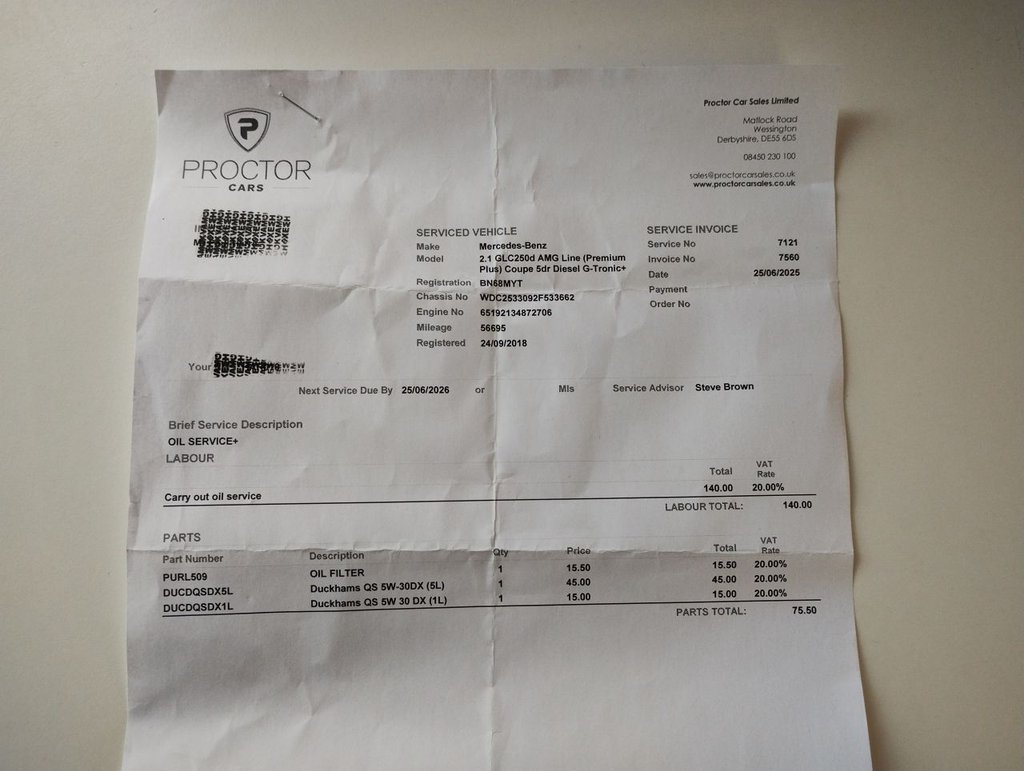 P
PROCTOR
CARS
Proctor Car Sales Limited
Matlock Road
Wessington
Derbyshire, DE55 6DS
08450 230 100
sales@proctorcarsales.co.uk
www.proctorcarsales.co.uk
SERVICED VEHICLE
Make Mercedes-Benz
Model 2.1 GLC250d AMG Line (Premium
Plus) Coupe 5dr Diesel G-Tronic+
Registration BN68MYT
Chassis No WDC2533092F533662
Engine No 65192134872706
Mileage 56695
Registered 24/09/2018
SERVICE INVOICE
Service No 7121
Invoice No 7560
Date 25/06/2025
Payment
Order No
Your
Next Service Due By 25/06/2026 or Mls Service Advisor Steve Brown
Brief Service Description
OIL SERVICE+
LABOUR
Total VAT Rate
Carry out oil service 140.00 20.00%
LABOUR TOTAL: 140.00
PARTS
Part Number Description Qty Price Total VAT Rate
PURL509 OIL FILTER 1 15.50 15.50 20.00%
DUCDQSDX5L Duckhams QS 5W-30DX (5L) 1 45.00 45.00 20.00%
DUCDQSDX1L Duckhams QS 5W 30 DX (1L) 1 15.00 15.00 20.00%
PARTS TOTAL: 75.50